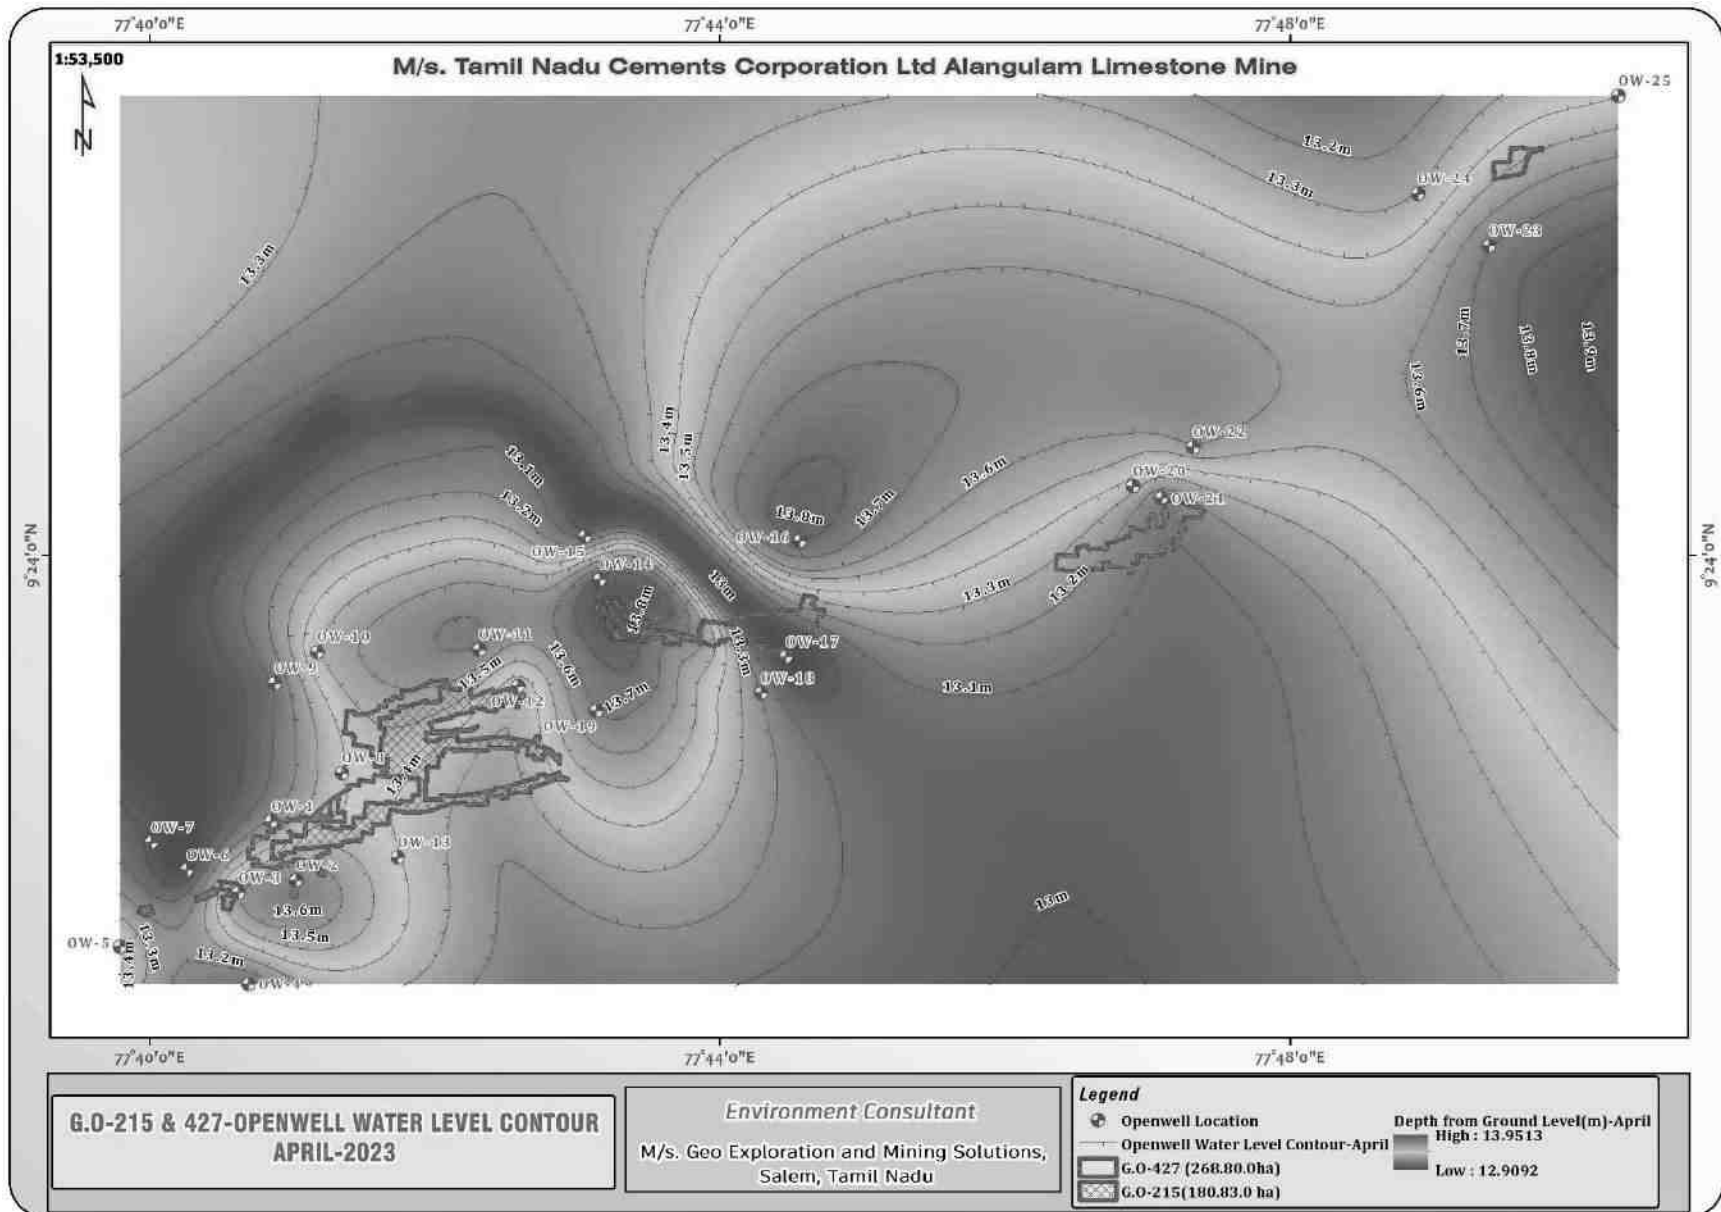 77°40'0"E
77°44'0"E
77°48'0"E
1:53,500
M/s. Tamil Nadu Cements Corporation Ltd Alangulam Limestone Mine
N
OW-25
13.2m
13.3m
OW-24
OW-23
13.3m
13.7m
13.8m
13.9m
13.6m
13.4m
13.5m
OW-22
13.1m
13.6m
OW-20
13.2m
13.7m
OW-21
13.8m
OW-16
OW-15
9°24'0"N
9°24'0"N
OW-14
13m
13.3m
13.2m
13.8m
OW-10
OW-11
13.3m
OW-17
13.5m
13.6m
OW-9
OW-18
13.1m
OW-12
13.7m
OW-19
OW-8
13.4m
OW-1
OW-7
OW-13
OW-6
OW-2
OW-3
13.6m
13m
13.5m
OW-5
13.4m
13.3m
13.2m
OW-4
77°40'0"E
77°44'0"E
77°48'0"E
G.O-215 & 427-OPENWELL WATER LEVEL CONTOUR
APRIL-2023
Environment Consultant
M/s. Geo Exploration and Mining Solutions,
Salem, Tamil Nadu
Legend
Openwell Location
Openwell Water Level Contour-April
G.O-427 (268.80.0ha)
G.O-215(180.83.0 ha)
Depth from Ground Level(m)-April
High : 13.9513
Low : 12.9092